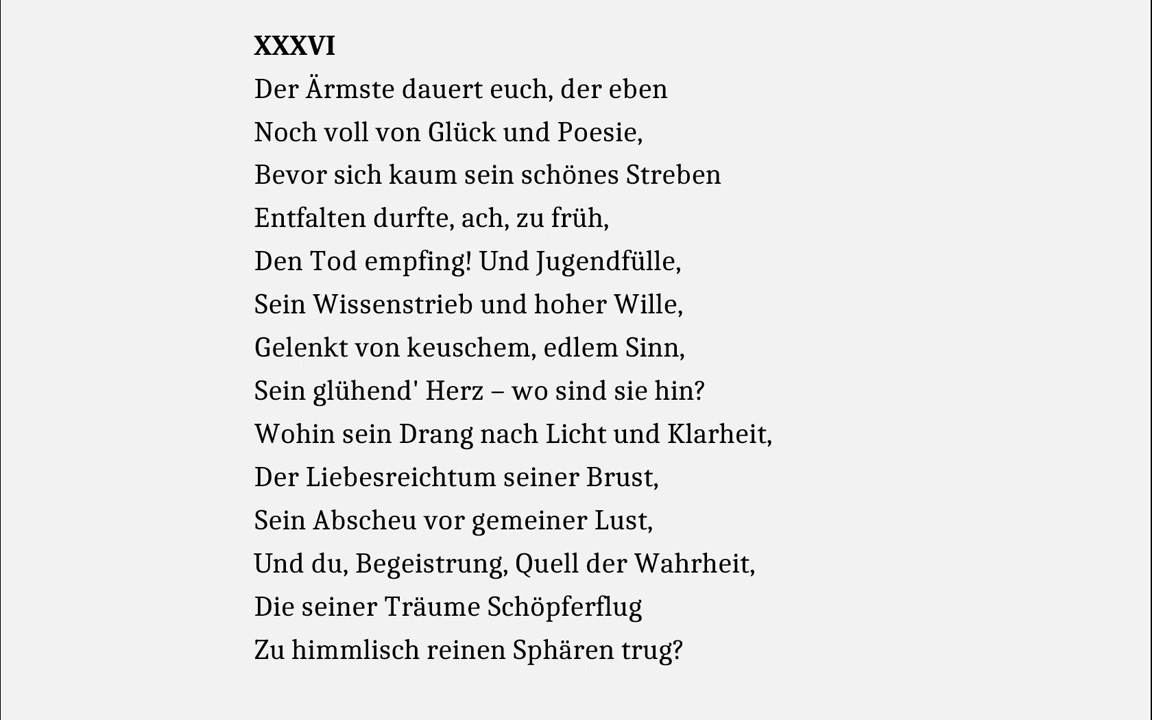 XXXVI
Der Ärmste dauert euch, der eben
Noch voll von Glück und Poesie,
Bevor sich kaum sein schönes Streben
Entfalten durfte, ach, zu früh,
Den Tod empfing! Und Jugendfülle,
Sein Wissenstrieb und hoher Wille,
Gelenkt von keuschem, edlem Sinn,
Sein glühend' Herz – wo sind sie hin?
Wohin sein Drang nach Licht und Klarheit,
Der Liebesreichtum seiner Brust,
Sein Abscheu vor gemeiner Lust,
Und du, Begeistrung, Quell der Wahrheit,
Die seiner Träume Schöpferflug
Zu himmlisch reinen Sphären trug?